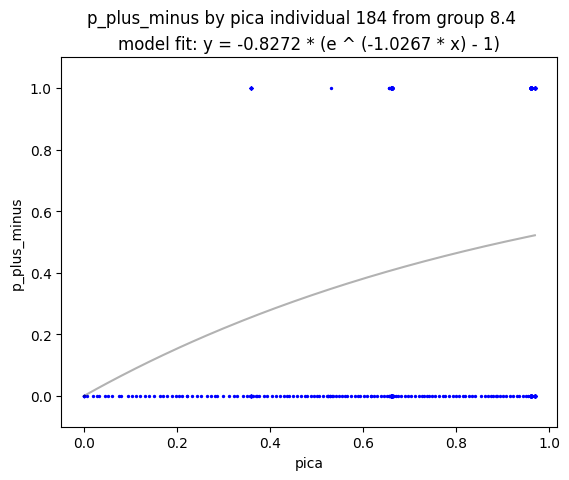 p_plus_minus by pica individual 184 from group 8.4
model fit: y = -0.8272 * (e ^ (-1.0267 * x) - 1)
1.0
0.8
0.6
0.4
0.2
0.0
p_plus_minus
0.0 0.2 0.4 0.6 0.8 1.0
pica